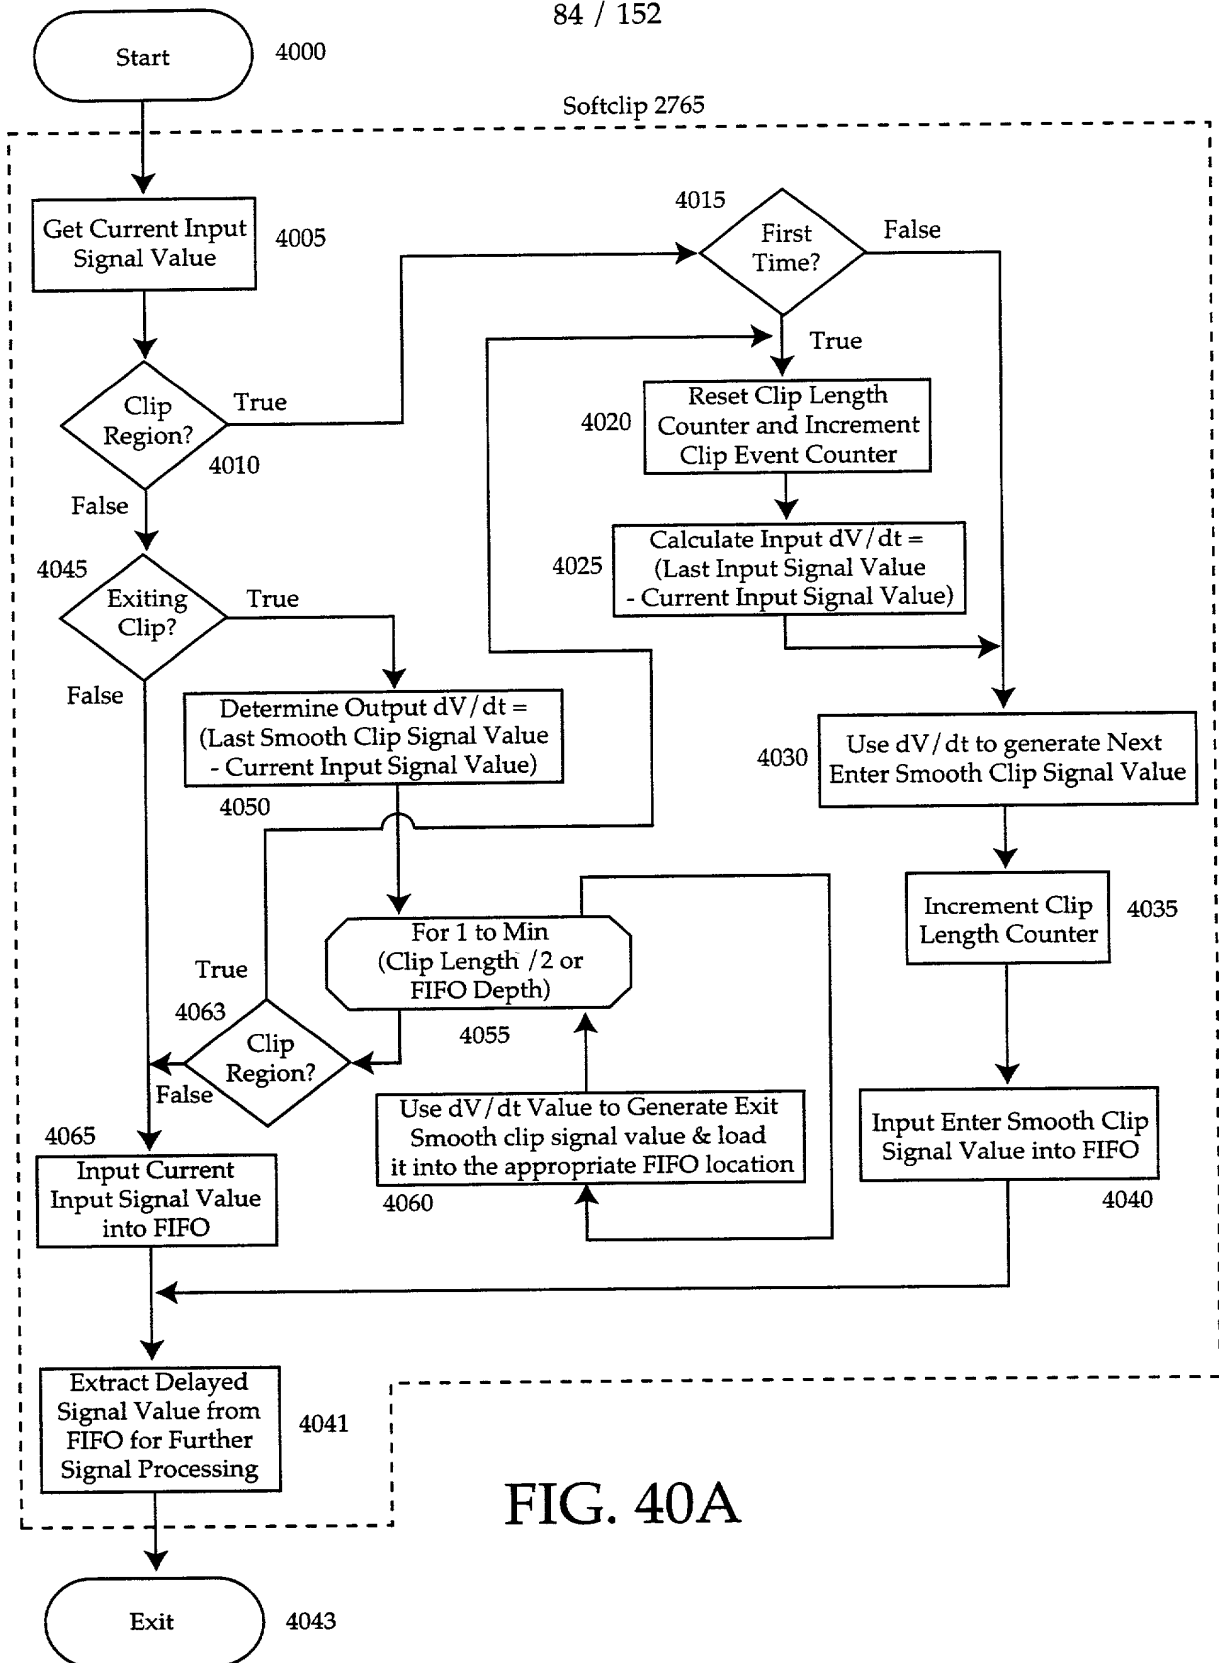 84 / 152
Start
4000
Softclip 2765
Get Current Input
Signal Value
4005
4015
First
Time?
False
True
Clip
Region?
True
4010
False
Reset Clip Length
Counter and Increment
Clip Event Counter
4020
Calculate Input dV/dt =
(Last Input Signal Value
- Current Input Signal Value)
4025
4045
Exiting
Clip?
True
False
Determine Output dV/dt =
(Last Smooth Clip Signal Value
- Current Input Signal Value)
4050
4030
Use dV/dt to generate Next
Enter Smooth Clip Signal Value
Increment Clip
Length Counter
4035
For 1 to Min
(Clip Length /2 or
FIFO Depth)
4055
True
4063
Clip
Region?
False
Use dV/dt Value to Generate Exit
Smooth clip signal value & load
it into the appropriate FIFO location
4060
Input Enter Smooth Clip
Signal Value into FIFO
4040
4065
Input Current
Input Signal Value
into FIFO
Extract Delayed
Signal Value from
FIFO for Further
Signal Processing
4041
FIG. 40A
Exit
4043